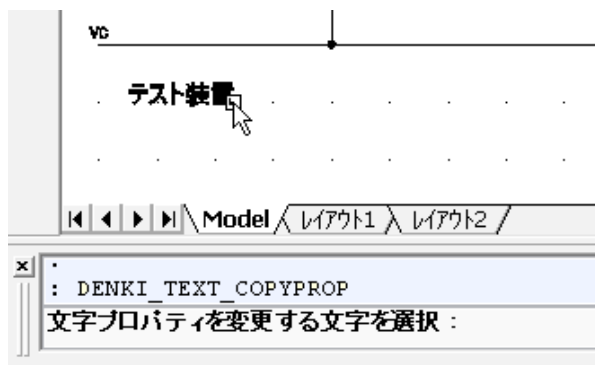 VC
テスト装置
Model レイアウト1 レイアウト2
:
: DENKI_TEXT_COPYPROP
文字プロパティを変更する文字を選択: